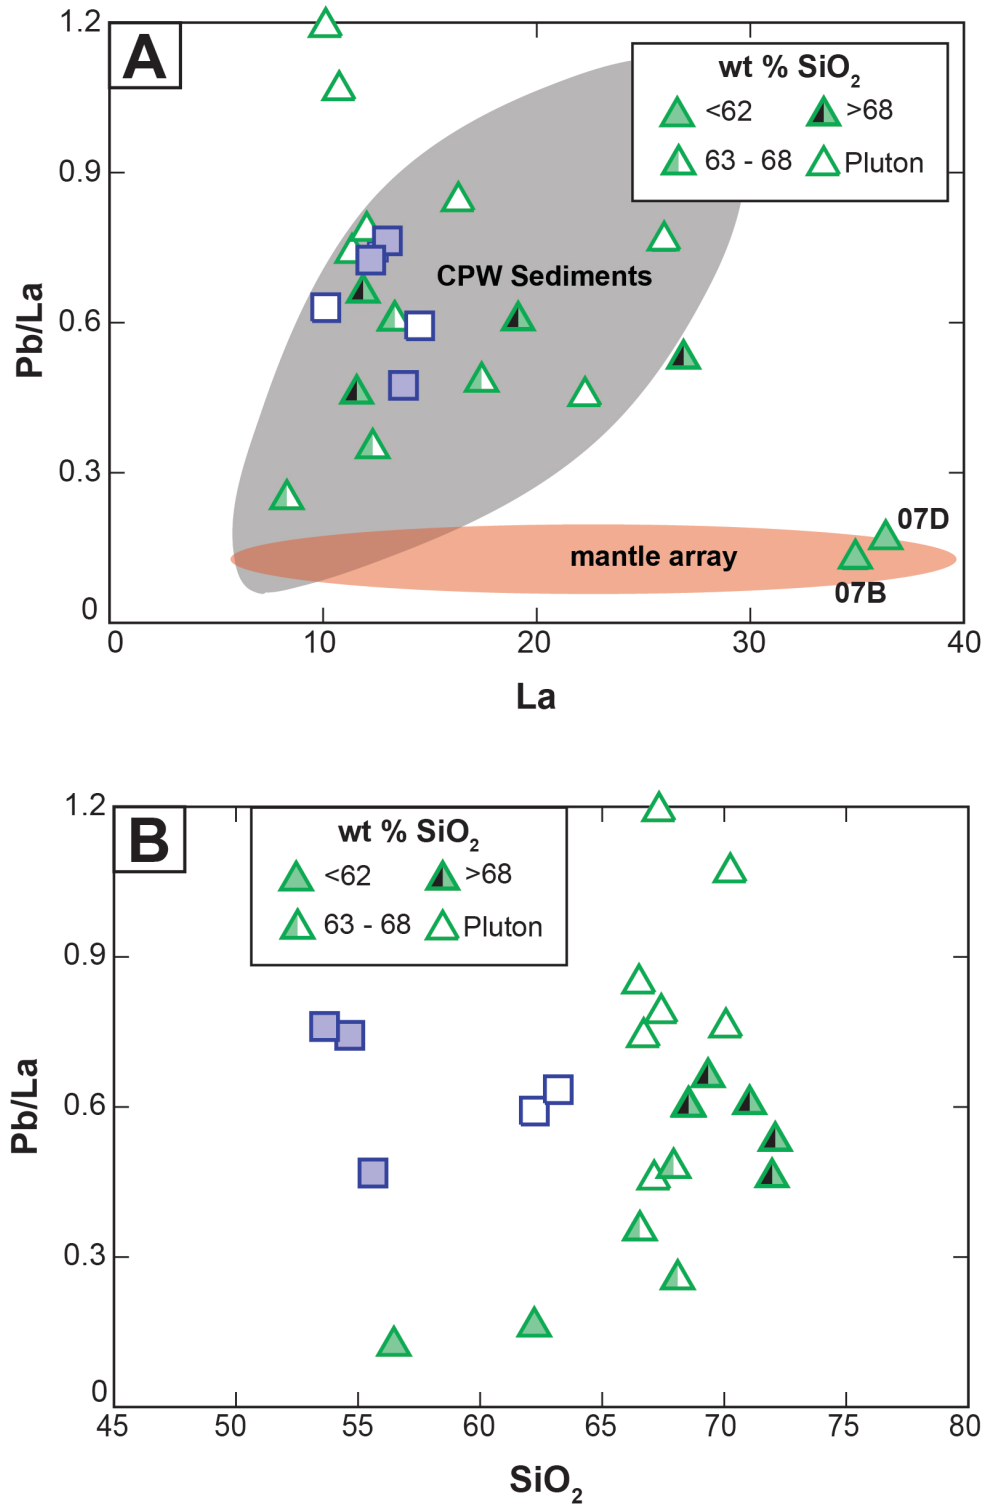 1.2
A
wt % SiO₂
<62
>68
63 - 68
Pluton
0.9
CPW Sediments
0.6
Pb/La
0.3
07D
mantle array
07B
0
0
10
20
30
40
La
1.2
B
wt % SiO₂
<62
>68
63 - 68
Pluton
0.9
0.6
Pb/La
0.3
0
45
50
55
60
65
70
75
80
SiO₂